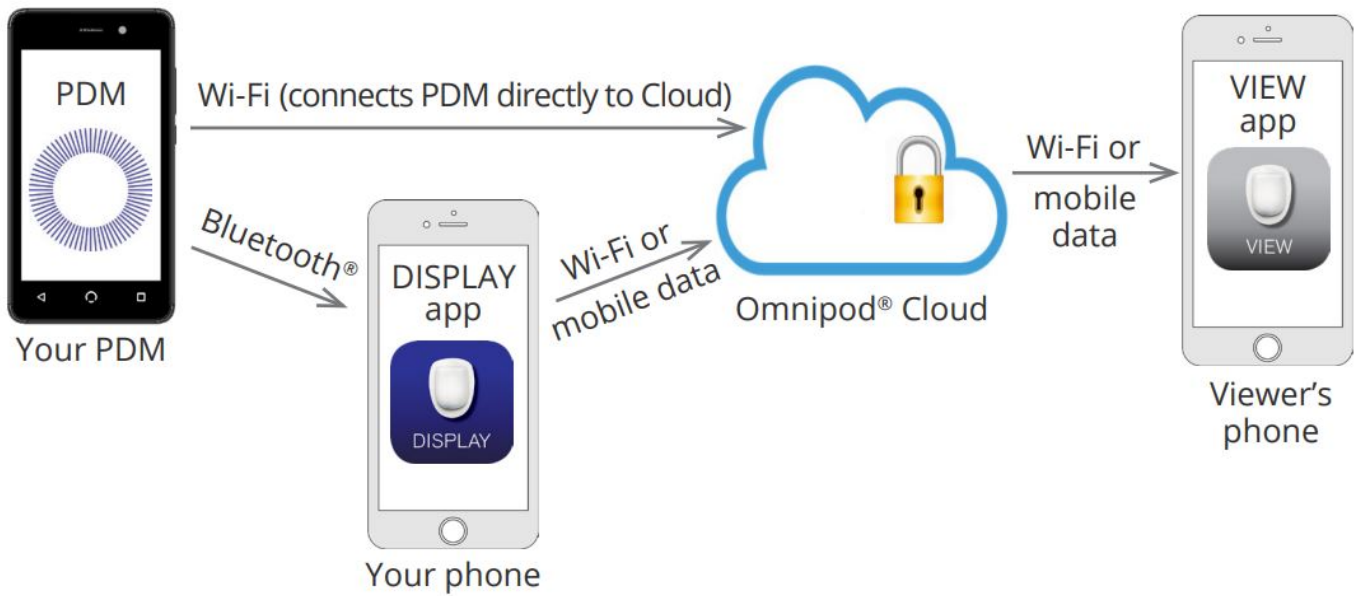 PDM
Your PDM
Wi-Fi (connects PDM directly to Cloud)
Bluetooth®
DISPLAY
app
DISPLAY
Your phone
Wi-Fi or
mobile data
Omnipod® Cloud
Wi-Fi or
mobile
data
VIEW
app
VIEW
Viewer’s
phone